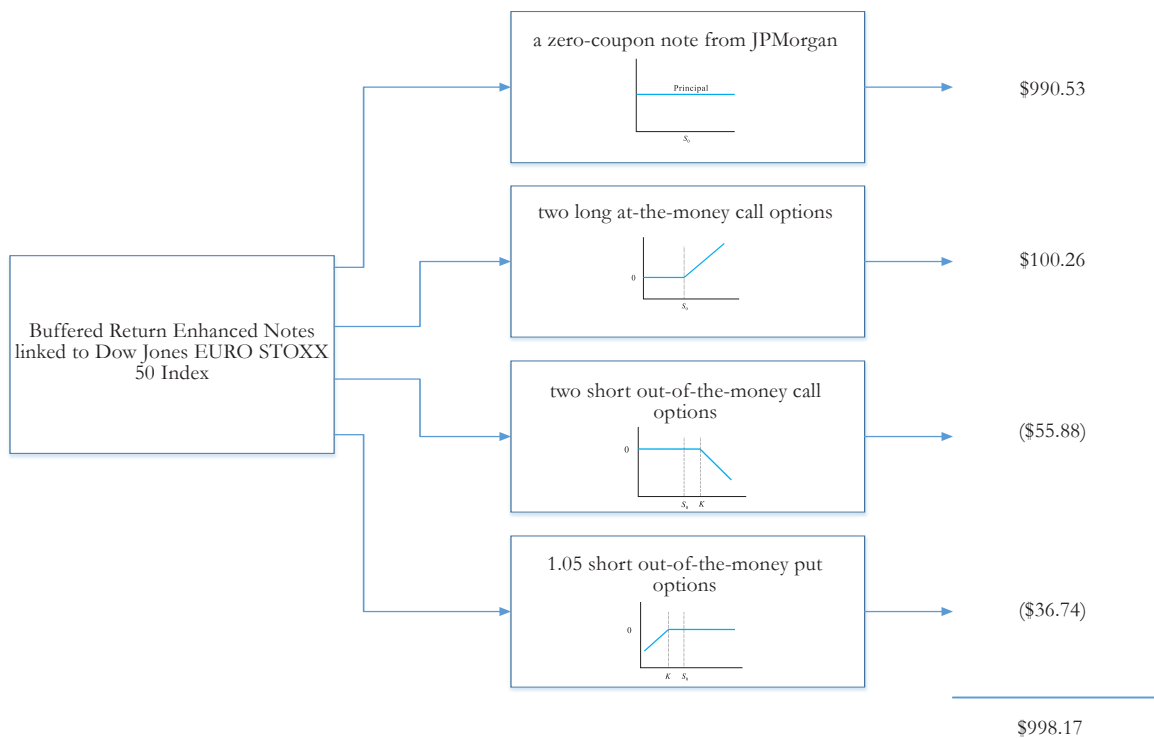 a zero-coupon note from JPMorgan
Principal
S0
$990.53
two long at-the-money call options
0
S0
$100.26
Buffered Return Enhanced Notes
linked to Dow Jones EURO STOXX
50 Index
two short out-of-the-money call
options
0
S0 K
($55.88)
1.05 short out-of-the-money put
options
0
K S0
($36.74)
$998.17